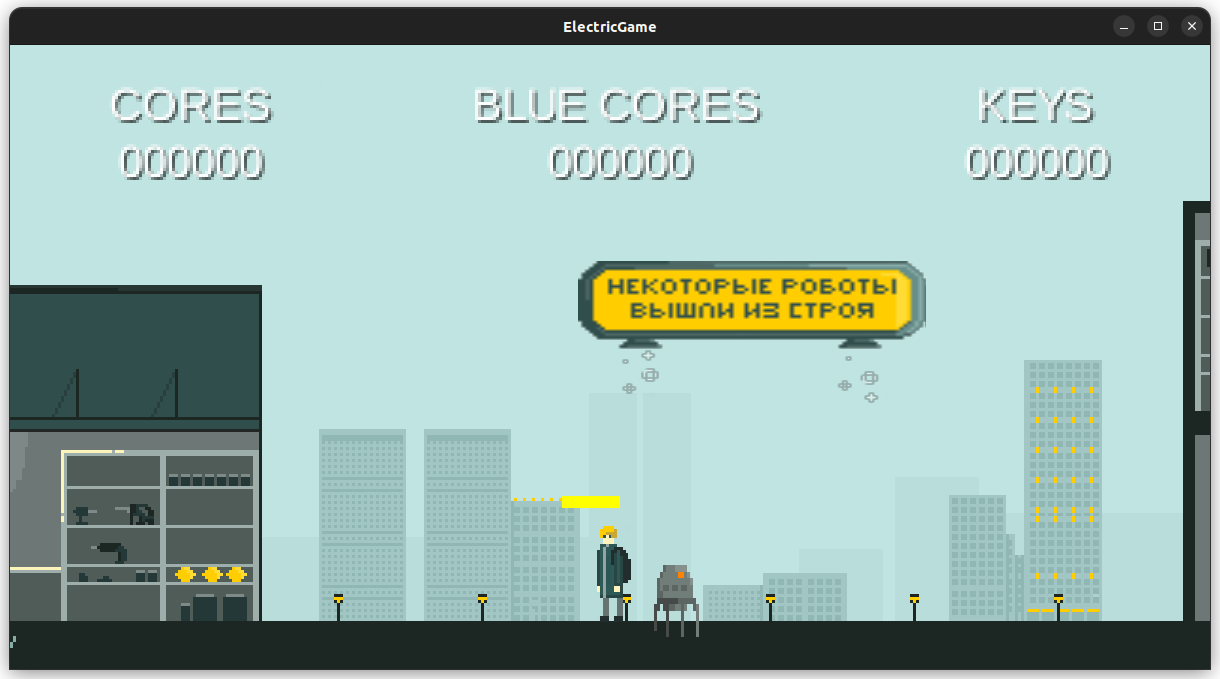 ElectricGame
CORES
BLUE CORES
KEYS
000000
000000
000000
НЕКОТОРЫЕ РОБОТЫ
ВЫШЛИ ИЗ СТРОЯ